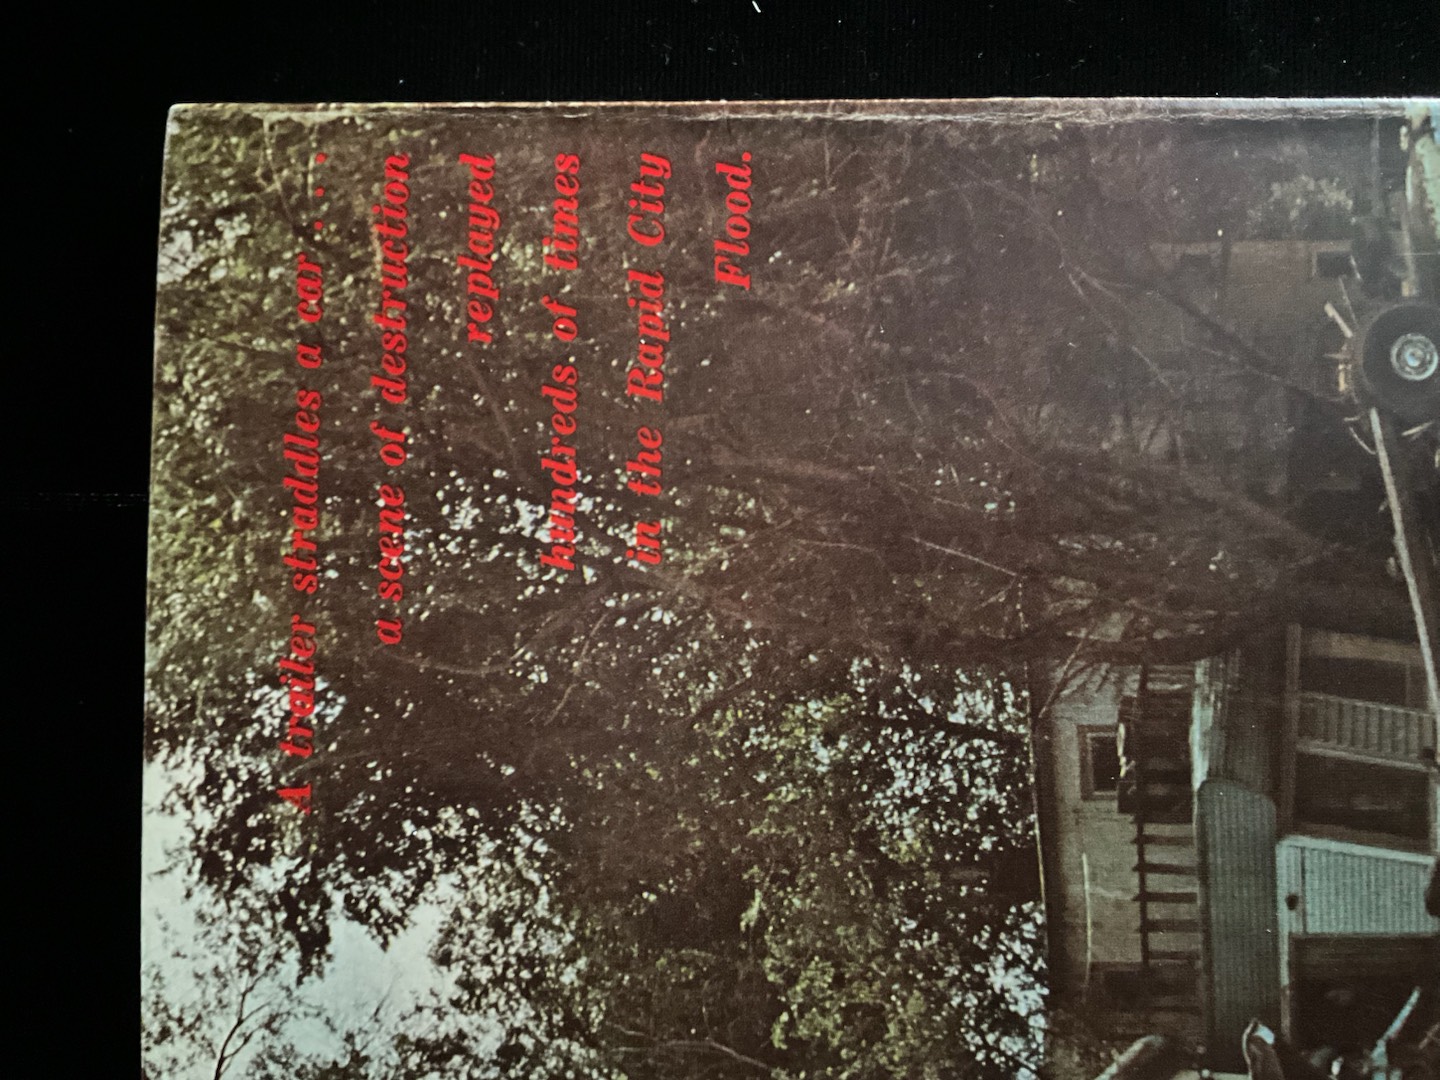 A trailer straddles a car . . .
a scene of destruction
replayed
hundreds of times
in the Rapid City
Flood.